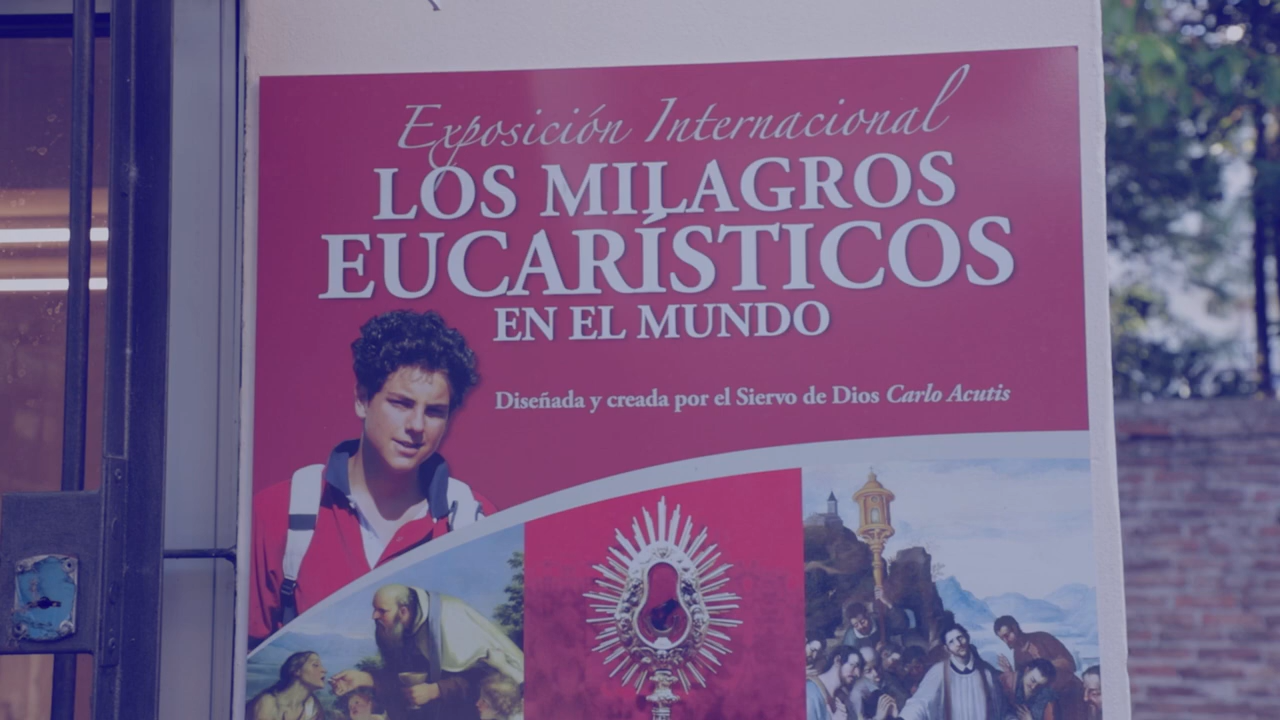 Exposición Internacional
LOS MILAGROS
EUCARÍSTICOS
EN EL MUNDO
Diseñada y creada por el Siervo de Dios Carlo Acutis